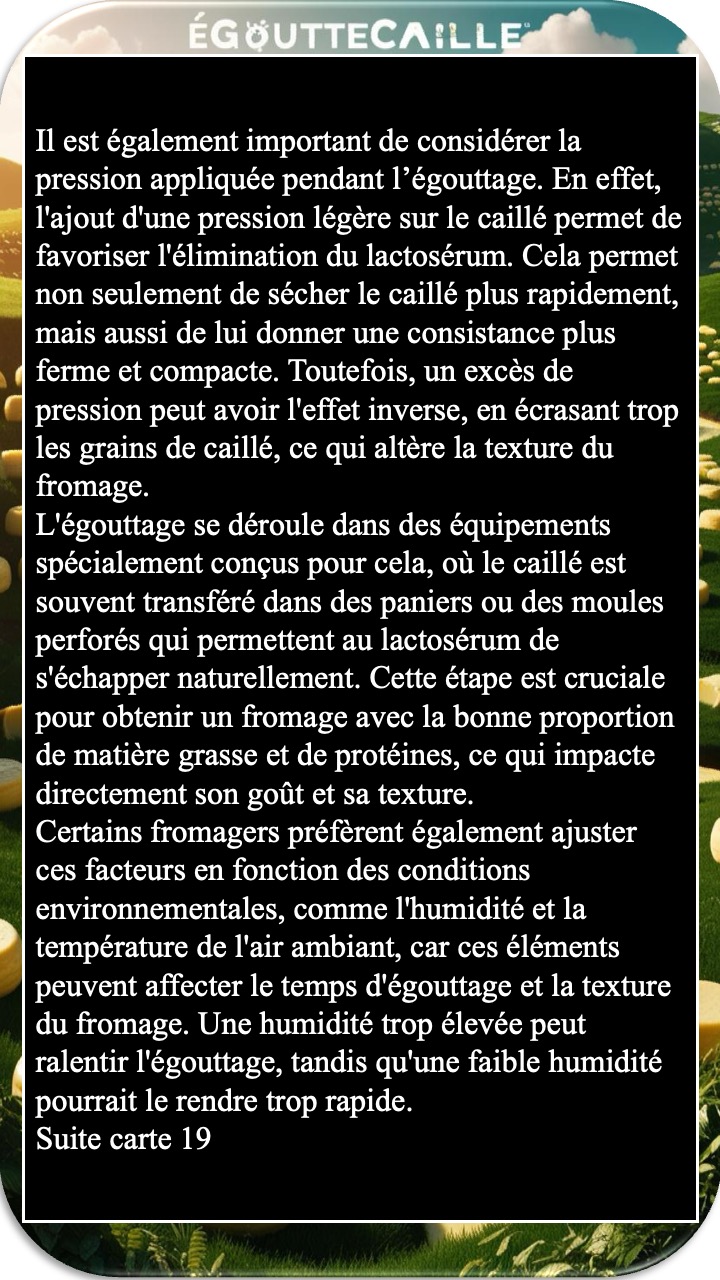 ÉGOUTTECAILLE
Il est également important de considérer la
pression appliquée pendant l’égouttage. En effet,
l'ajout d'une pression légère sur le caillé permet de
favoriser l'élimination du lactosérum. Cela permet
non seulement de sécher le caillé plus rapidement,
mais aussi de lui donner une consistance plus
ferme et compacte. Toutefois, un excès de
pression peut avoir l'effet inverse, en écrasant trop
les grains de caillé, ce qui altère la texture du
fromage.
L'égouttage se déroule dans des équipements
spécialement conçus pour cela, où le caillé est
souvent transféré dans des paniers ou des moules
perforés qui permettent au lactosérum de
s'échapper naturellement. Cette étape est cruciale
pour obtenir un fromage avec la bonne proportion
de matière grasse et de protéines, ce qui impacte
directement son goût et sa texture.
Certains fromagers préfèrent également ajuster
ces facteurs en fonction des conditions
environnementales, comme l'humidité et la
température de l'air ambiant, car ces éléments
peuvent affecter le temps d'égouttage et la texture
du fromage. Une humidité trop élevée peut
ralentir l'égouttage, tandis qu'une faible humidité
pourrait le rendre trop rapide.
Suite carte 19